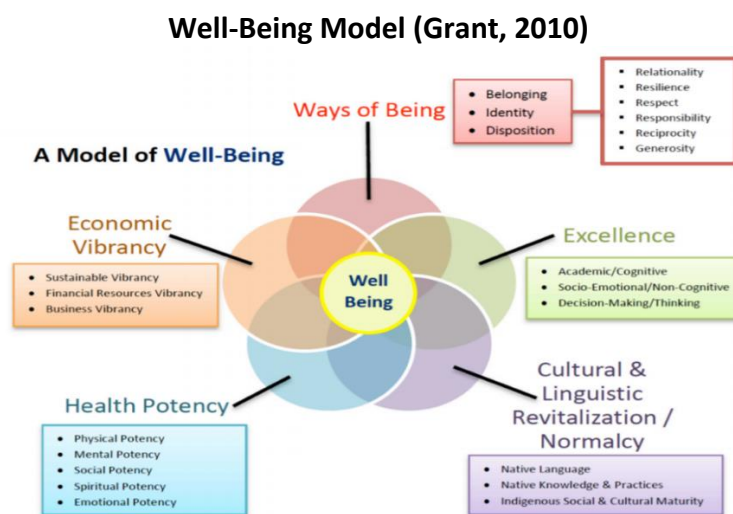 Well-Being Model (Grant, 2010)
Ways of Being
• Belonging
• Identity
• Disposition
▪ Relationality
▪ Resilience
▪ Respect
▪ Responsibility
▪ Reciprocity
▪ Generosity
A Model of Well-Being
Economic
Vibrancy
• Sustainable Vibrancy
• Financial Resources Vibrancy
• Business Vibrancy
Well
Being
Excellence
• Academic/Cognitive
• Socio-Emotional/Non-Cognitive
• Decision-Making/Thinking
Health Potency
• Physical Potency
• Mental Potency
• Social Potency
• Spiritual Potency
• Emotional Potency
Cultural &
Linguistic
Revitalization /
Normalcy
• Native Language
• Native Knowledge & Practices
• Indigenous Social & Cultural Maturity